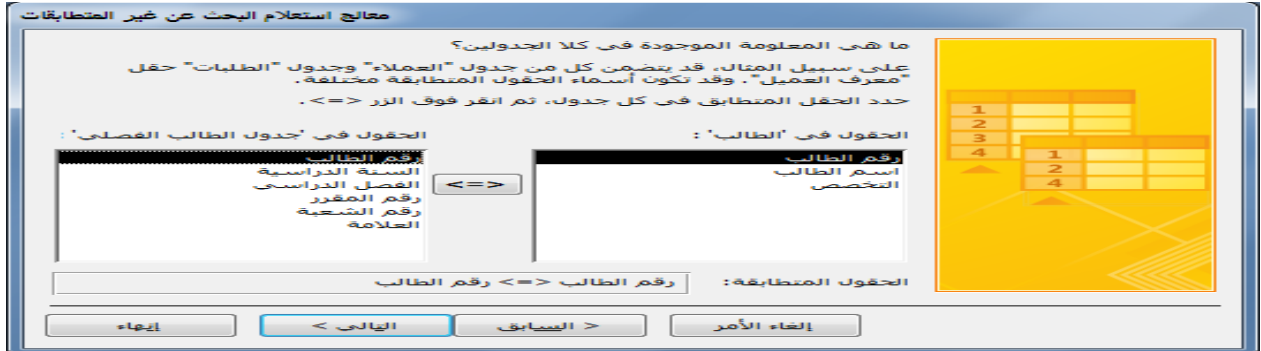 معالج استعلام البحث عن غير المتطابقات
ما هي المعلومة الموجودة في كلا الجدولين؟
على سبيل المثال، قد يتضمن كل من جدول "العملاء" وجدول "الطلبات" حقل
"معرف العميل". وقد تكون أسماء الحقول المتطابقة مختلفة.
حدد الحقل المتطابق في كل جدول، ثم انقر فوق الزر <=>.
الحقول في 'الطالب' :
رقم الطالب
اسم الطالب
التخصص
<=>
الحقول في 'جدول الطالب الفصلي' :
رقم الطالب
السنة الدراسية
الفصل الدراسي
رقم المقرر
رقم الشعبة
العلامة
الحقول المتطابقة: رقم الطالب <=> رقم الطالب
إلغاء الأمر < السابق التالي > إنهاء
1
2
3
4
1
2
4